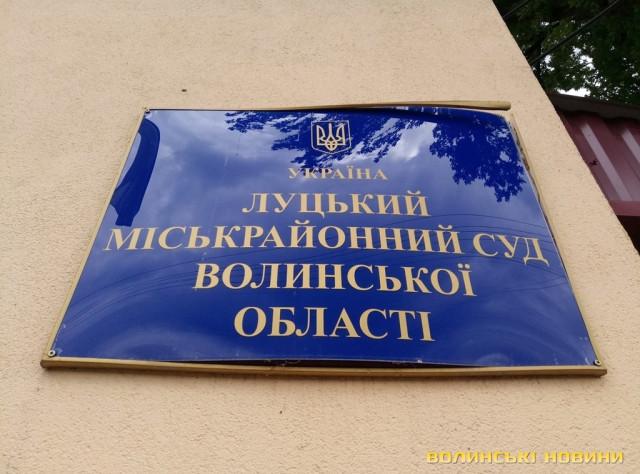 УКРАЇНА
ЛУЦЬКИЙ
МІСЬКРАЙОННИЙ СУД
ВОЛИНСЬКОЇ
ОБЛАСТІ
ВОЛИНСЬКІ НОВИНИ